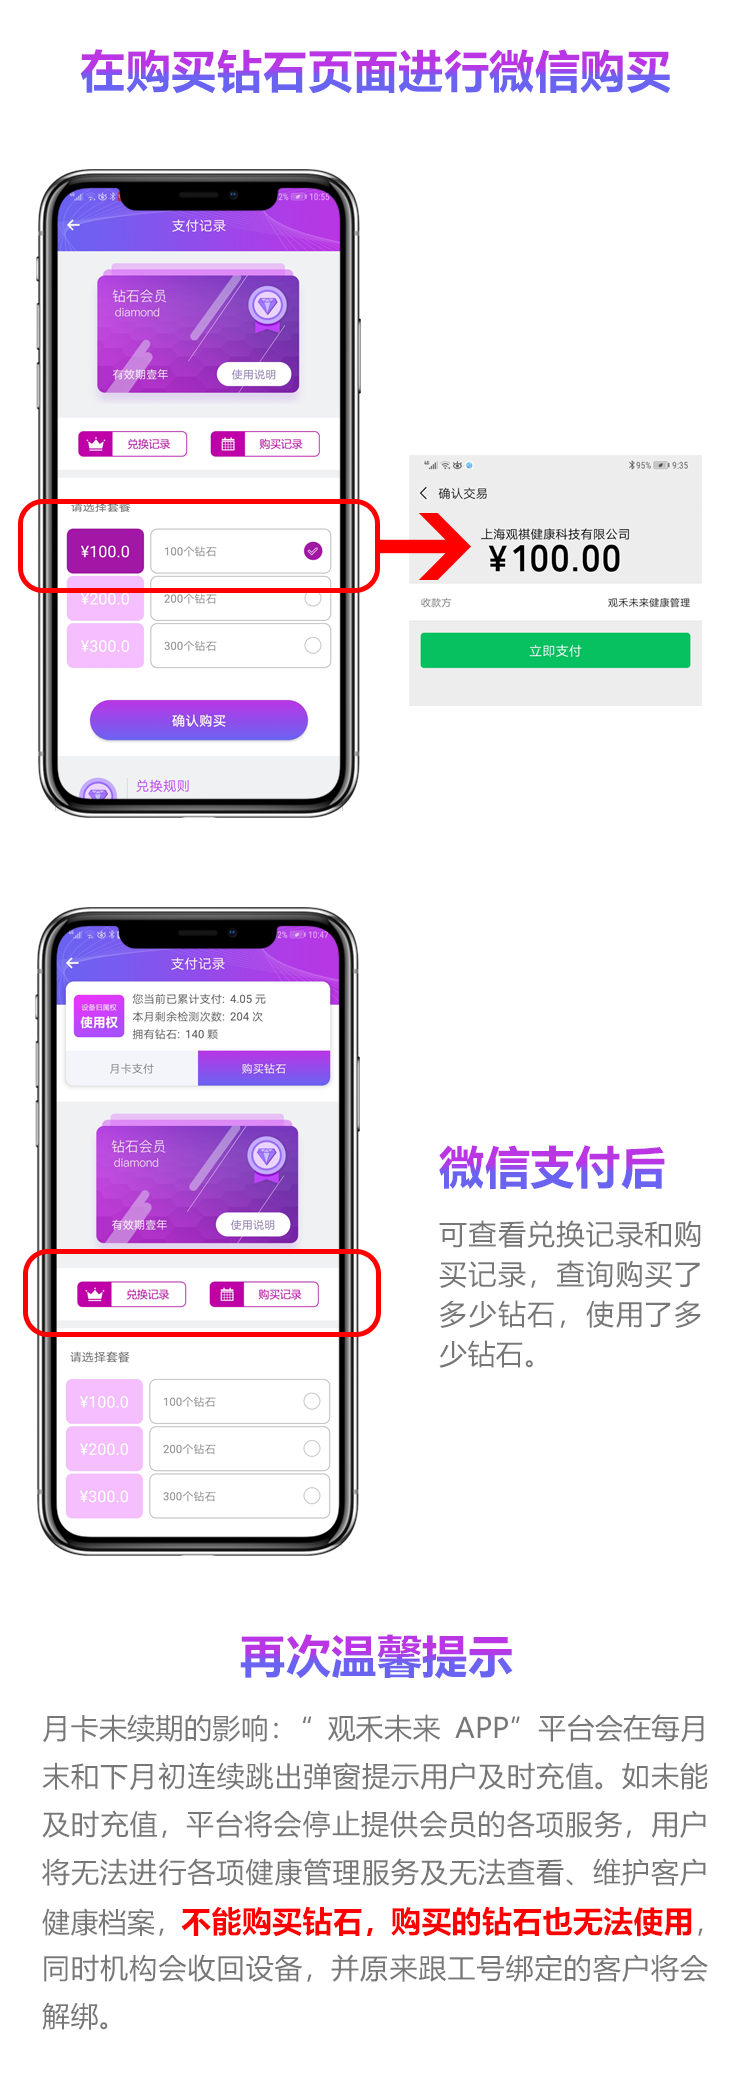 在购买钻石页面进行微信购买
2% 10:55
支付记录
钻石会员
diamond
有效期壹年
使用说明
兑换记录
购买记录
请选择套餐
¥100.0
100个钻石
¥200.0
200个钻石
¥300.0
300个钻石
确认购买
兑换规则
95% 9:35
确认交易
上海观祺健康科技有限公司
¥100.00
收款方
观禾未来健康管理
立即支付
2% 10:47
支付记录
设备归属权
使用权
您当前已累计支付: 4.05 元
本月剩余检测次数: 204 次
拥有钻石: 140 颗
月卡支付
购买钻石
钻石会员
diamond
有效期壹年
使用说明
兑换记录
购买记录
请选择套餐
¥100.0
100个钻石
¥200.0
200个钻石
¥300.0
300个钻石
微信支付后
可查看兑换记录和购
买记录，查询购买了
多少钻石，使用了多
少钻石。
再次温馨提示
月卡未续期的影响：“ 观禾未来 APP”平台会在每月
末和下月初连续跳出弹窗提示用户及时充值。如未能
及时充值，平台将会停止提供会员的各项服务，用户
将无法进行各项健康管理服务及无法查看、维护客户
健康档案，不能购买钻石，购买的钻石也无法使用，
同时机构会收回设备，并原来跟工号绑定的客户将会
解绑。